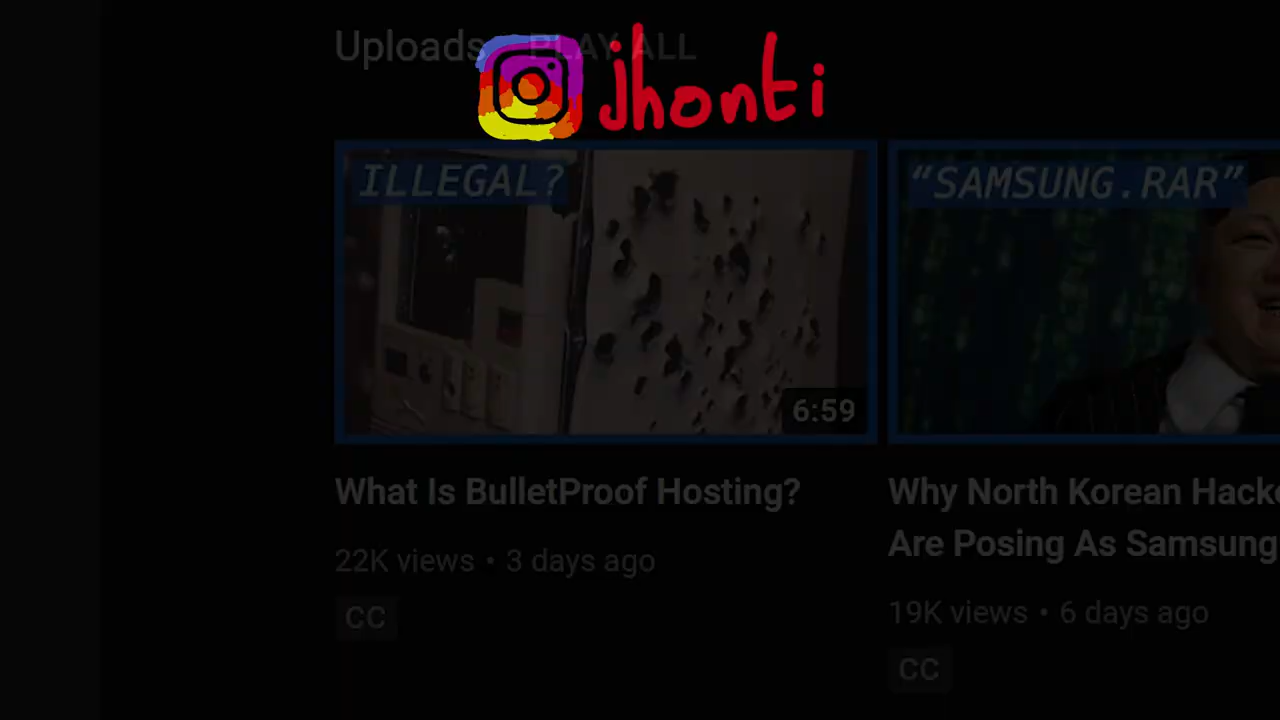 Uploads PLAY ALL
jhonti
ILLEGAL?
"SAMSUNG.RAR"
6:59
What Is BulletProof Hosting?
22K views • 3 days ago
CC
Why North Korean Hack
Are Posing As Samsung
19K views • 6 days ago
CC